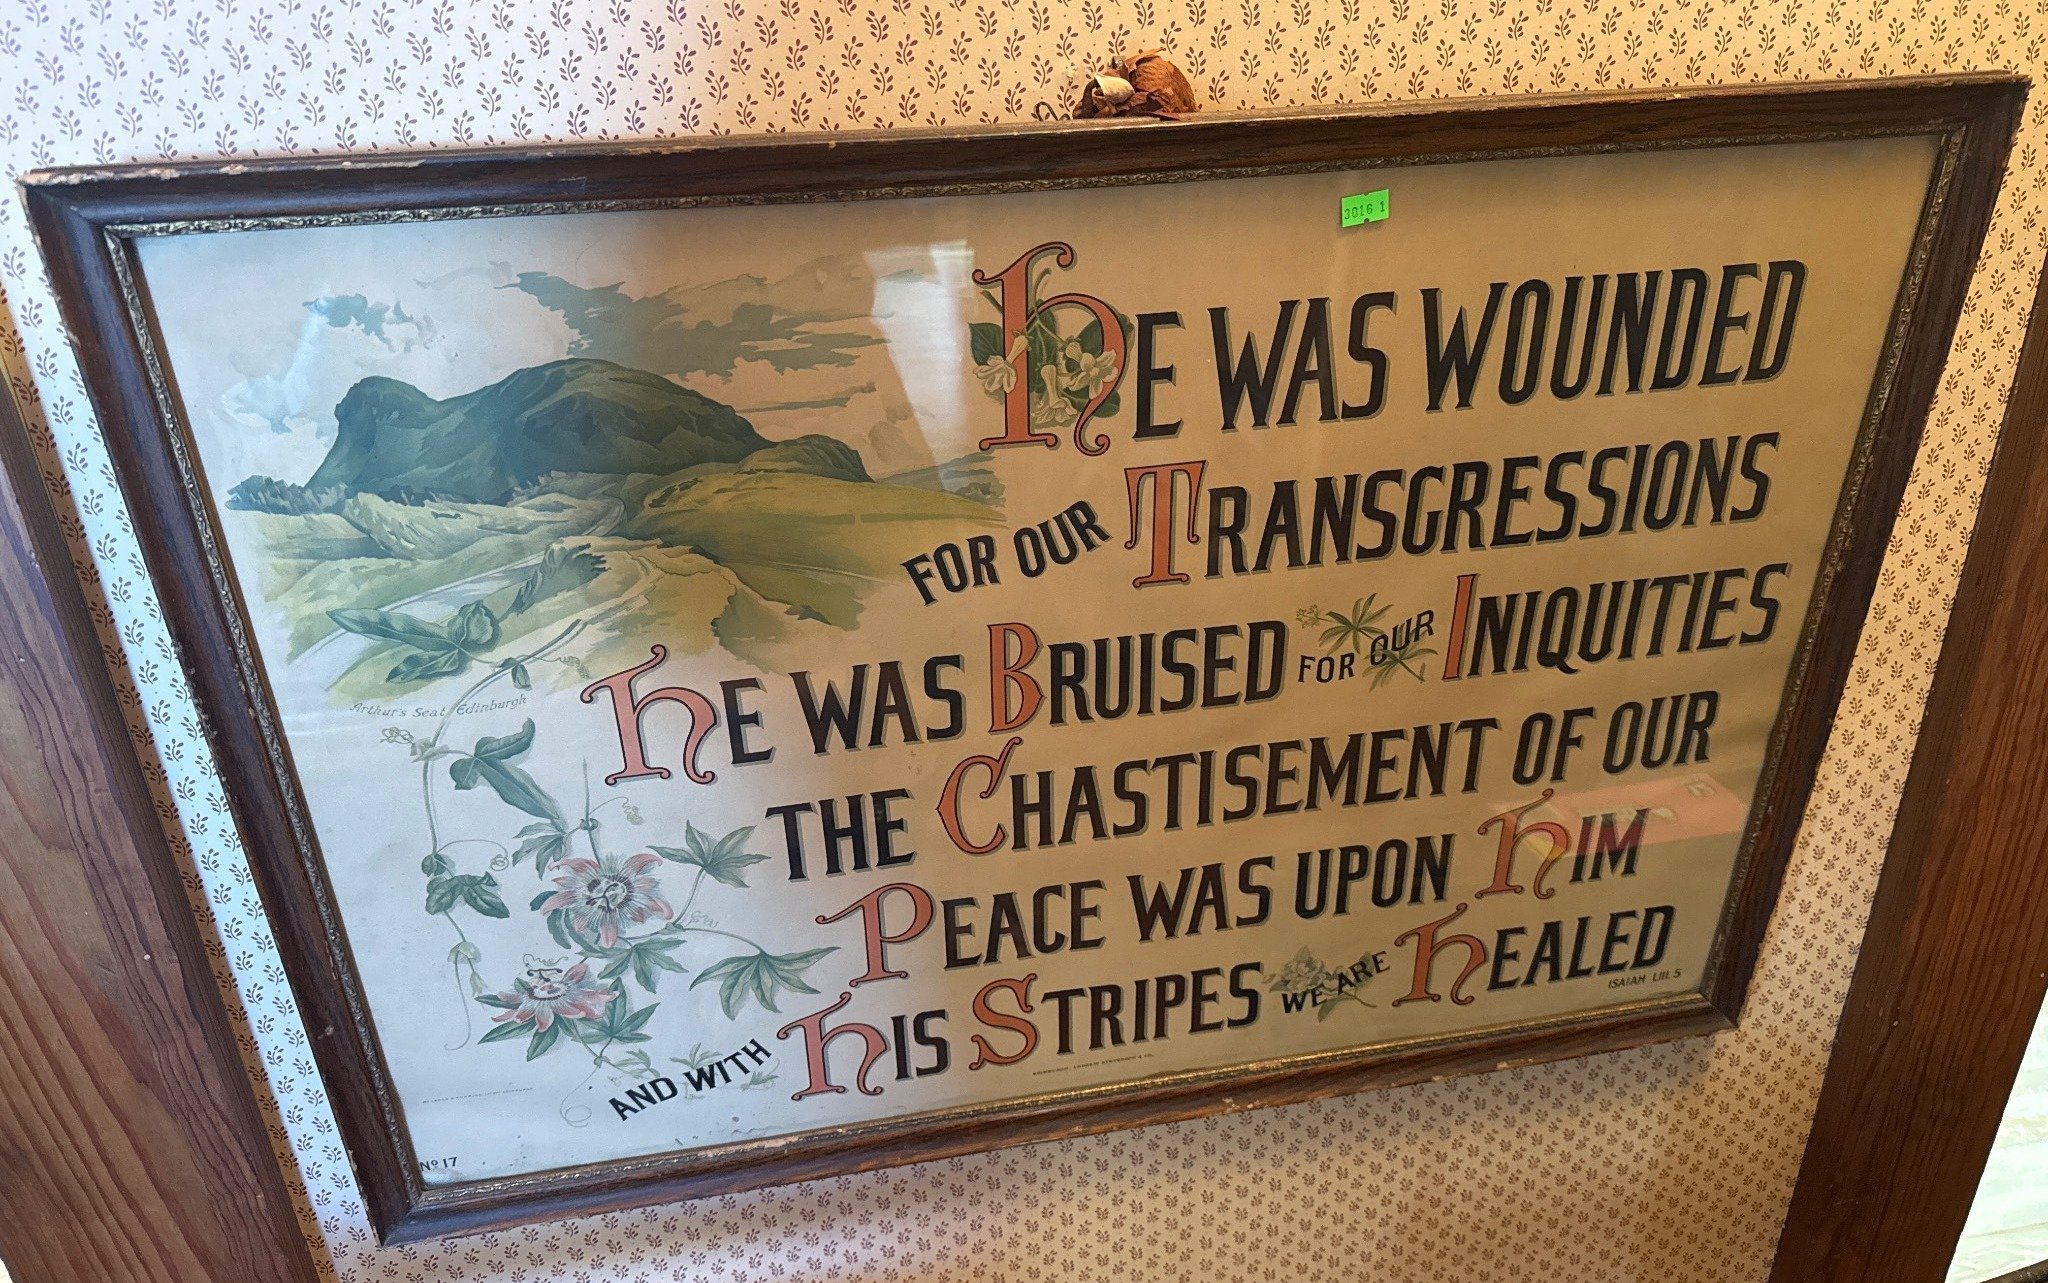 3016 1
HE WAS WOUNDED
FOR OUR TRANSGRESSIONS
HE WAS BRUISED FOR OUR INIQUITIES
THE CHASTISEMENT OF OUR
PEACE WAS UPON HIM
AND WITH HIS STRIPES WE ARE HEALED
ISAIAH LIII. 5
Arthur's Seat Edinburgh
Nº 17